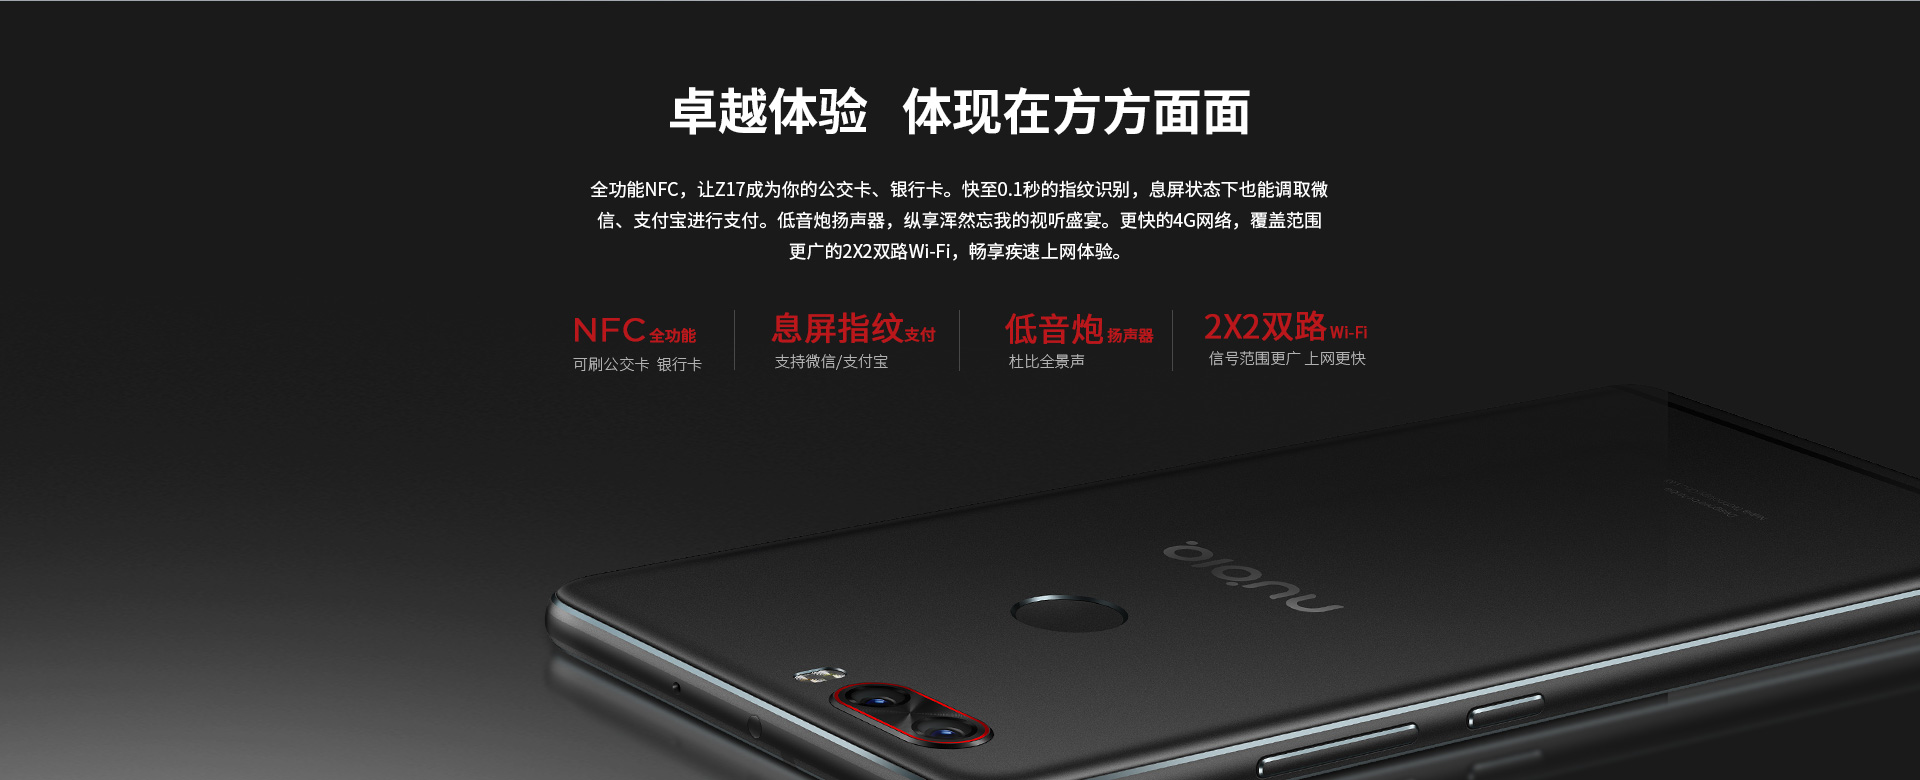 卓越体验 体现在方方面面
全功能NFC，让Z17成为你的公交卡、银行卡。快至0.1秒的指纹识别，息屏状态下也能调取微
信、支付宝进行支付。低音炮扬声器，纵享浑然忘我的视听盛宴。更快的4G网络，覆盖范围
更广的2X2双路Wi-Fi，畅享疾速上网体验。
NFC全功能
可刷公交卡 银行卡
息屏指纹支付
支持微信/支付宝
低音炮扬声器
杜比全景声
2X2双路Wi-Fi
信号范围更广 上网更快
nubia